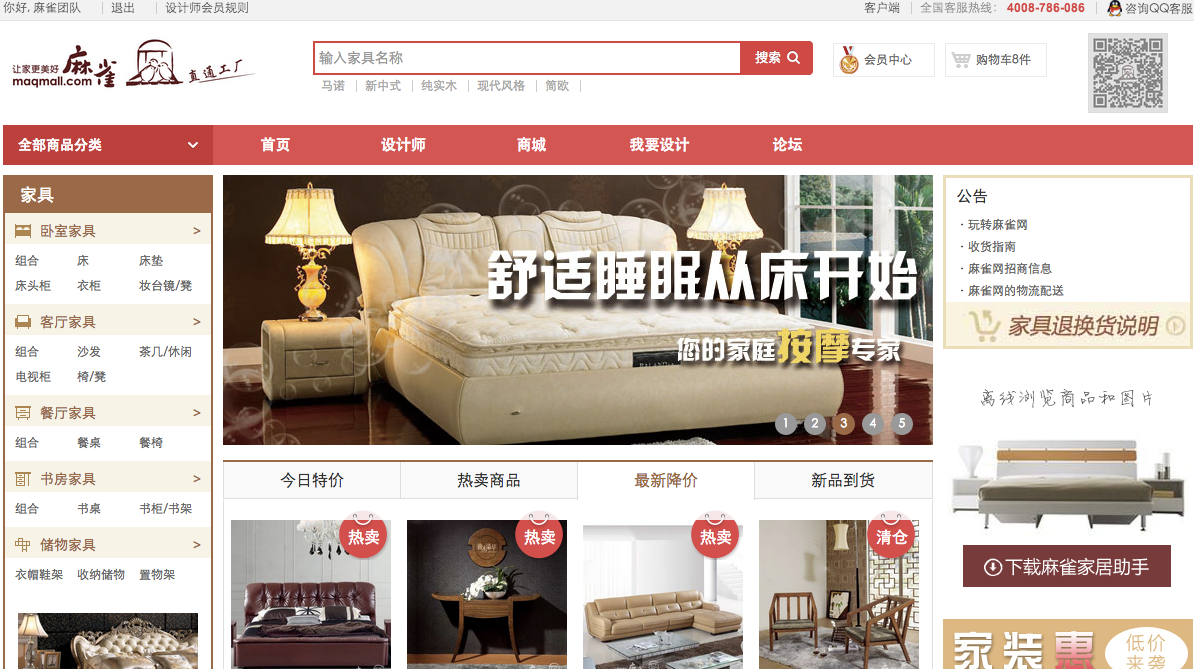 你好, 麻雀团队 退出 设计师会员规则 客户端 全国客服热线: 4008-786-086 咨询QQ客服
让家更美好 麻雀 直通工厂
maqmall.com
输入家具名称 搜索 会员中心 购物车8件
马诺 新中式 纯实木 现代风格 简欧
全部商品分类 首页 设计师 商城 我要设计 论坛
家具
卧室家具 >
组合 床 床垫
床头柜 衣柜 妆台镜/凳
客厅家具 >
组合 沙发 茶几/休闲
电视柜 椅/凳
餐厅家具 >
组合 餐桌 餐椅
书房家具 >
组合 书桌 书柜/书架
储物家具 >
衣帽鞋架 收纳储物 置物架
舒适睡眠从床开始
您的家庭按摩专家
1 2 3 4 5
今日特价 热卖商品 最新降价 新品到货
热卖 热卖 热卖 清仓
公告
· 玩转麻雀网
· 收货指南
· 麻雀网招商信息
· 麻雀网的物流配送
家具退换货说明
离线浏览商品和图片
下载麻雀家居助手
家装惠 低价
来袭